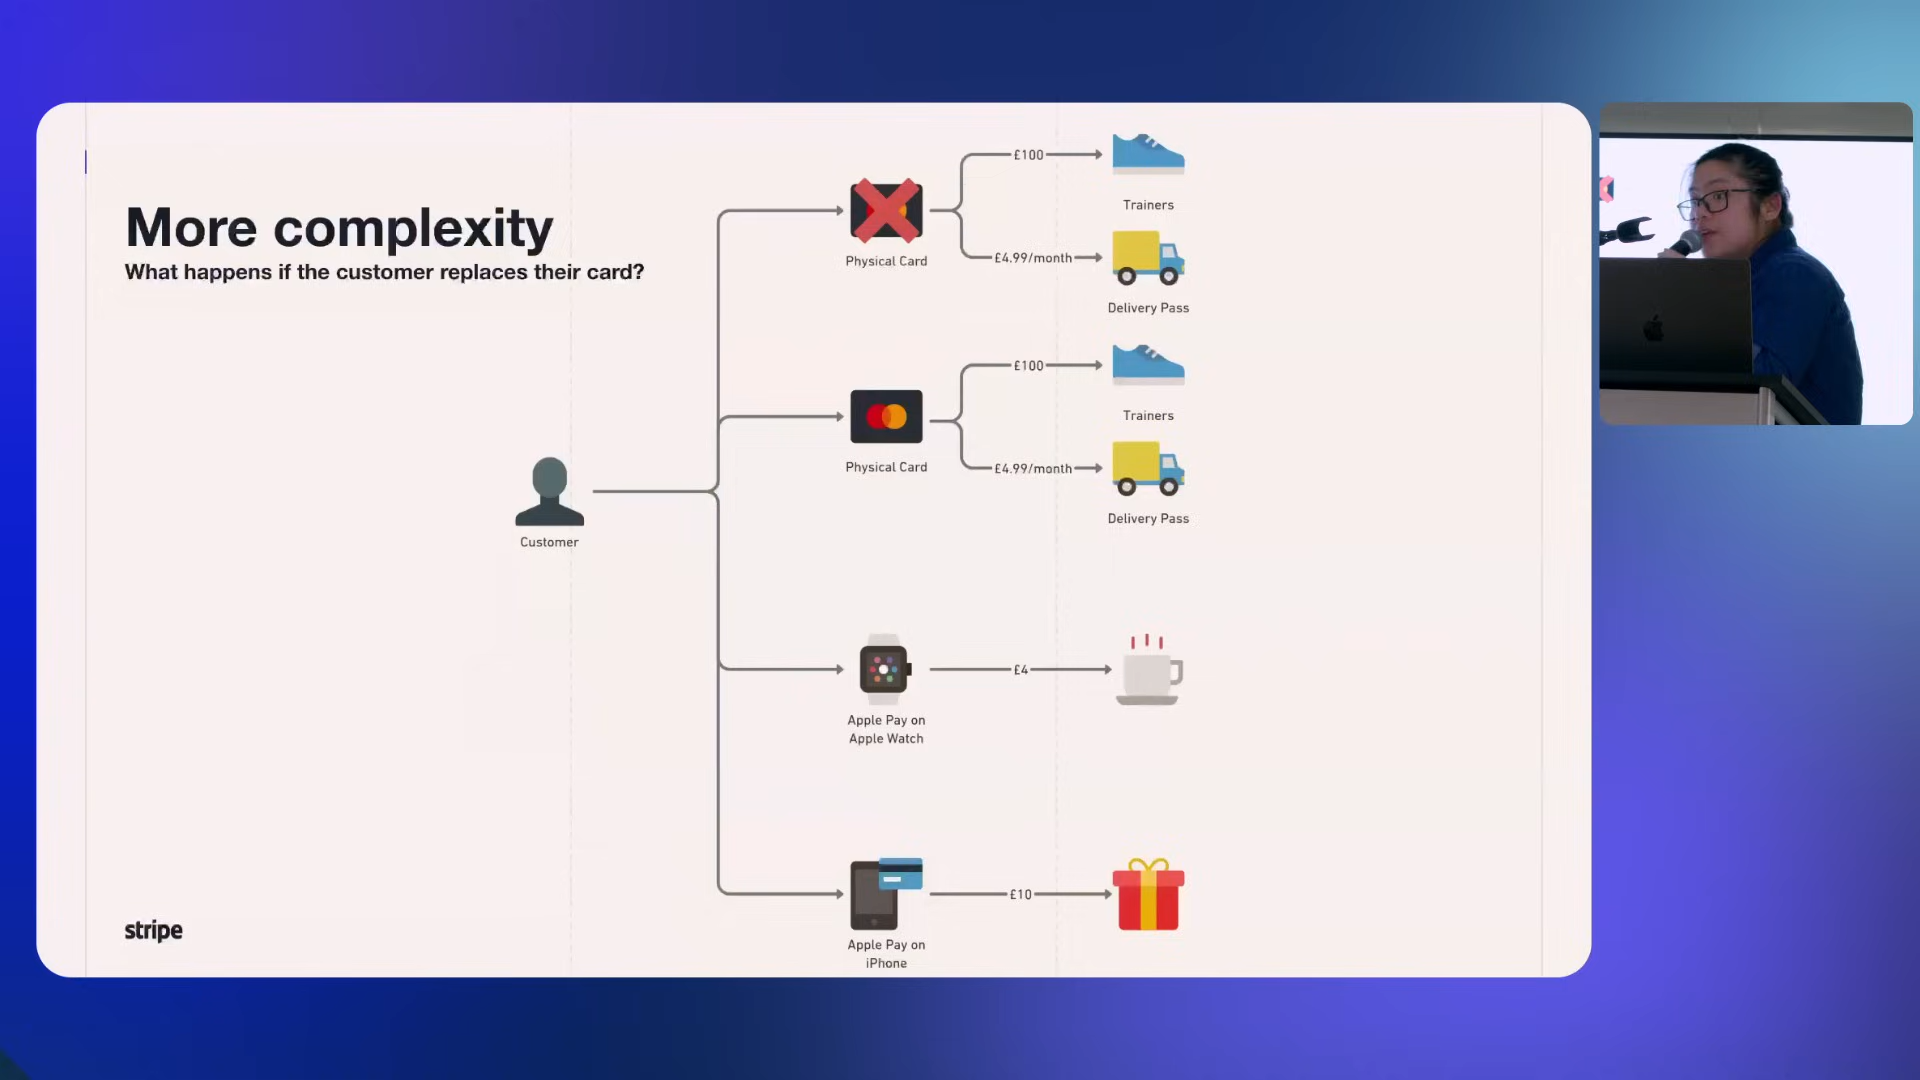 More complexity
What happens if the customer replaces their card?
£100
Trainers
Physical Card
£4.99/month
Delivery Pass
£100
Trainers
Physical Card
£4.99/month
Delivery Pass
Customer
£4
Apple Pay on
Apple Watch
£10
Apple Pay on
iPhone
stripe